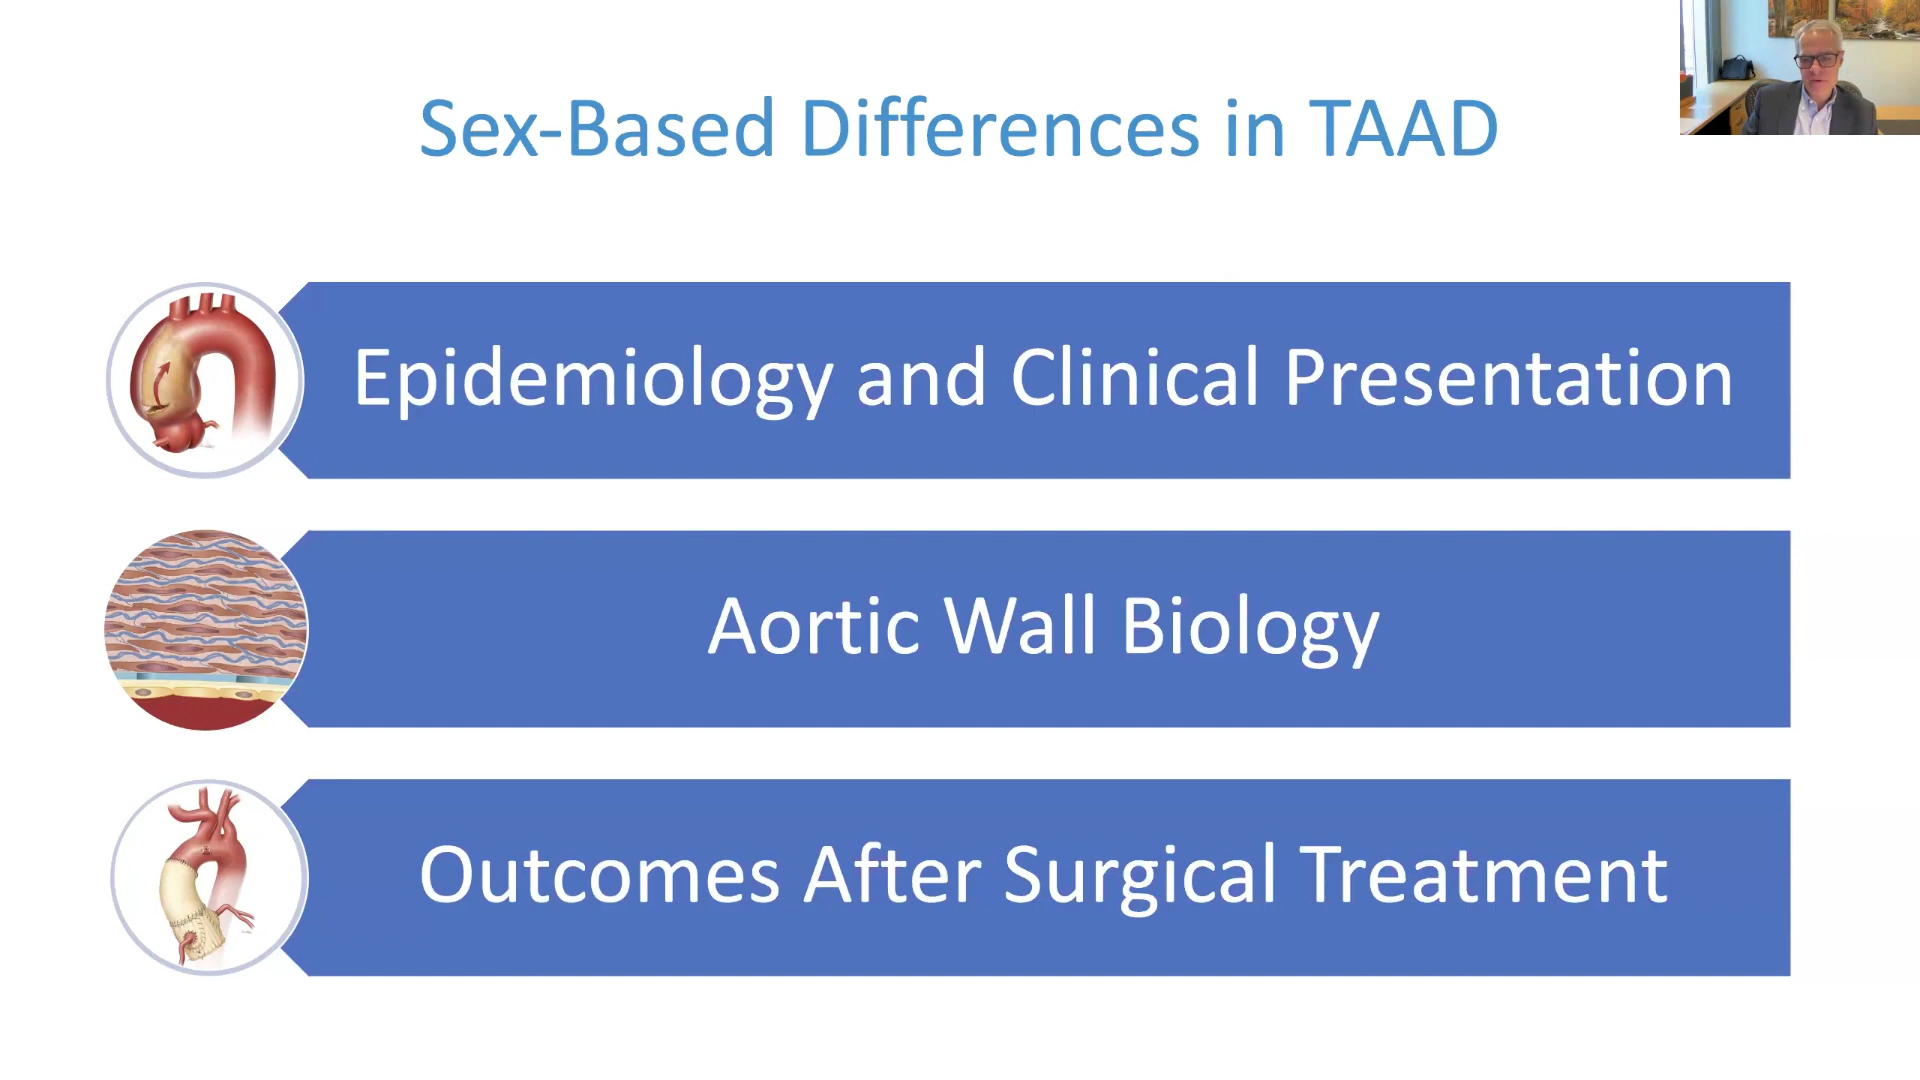 Sex-Based Differences in TAAD
Epidemiology and Clinical Presentation
Aortic Wall Biology
Outcomes After Surgical Treatment